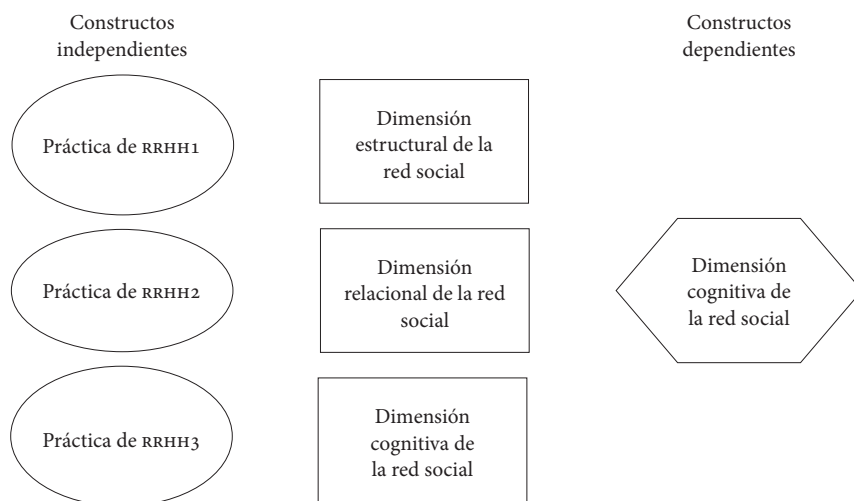 Constructos
independientes
Constructos
dependientes
Práctica de RRHH1
Dimensión
estructural de la
red social
Práctica de RRHH2
Dimensión
relacional de la red
social
Dimensión
cognitiva de
la red social
Práctica de RRHH3
Dimensión
cognitiva de
la red social